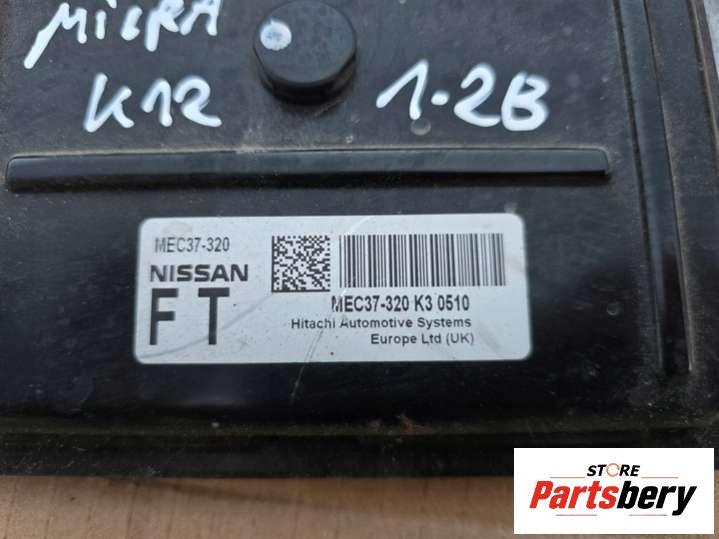 MICRA
K12
1.2B
MEC37-320
NISSAN
FT
MEC37-320 K3 0510
Hitachi Automotive Systems
Europe Ltd (UK)
STORE
Partsbery